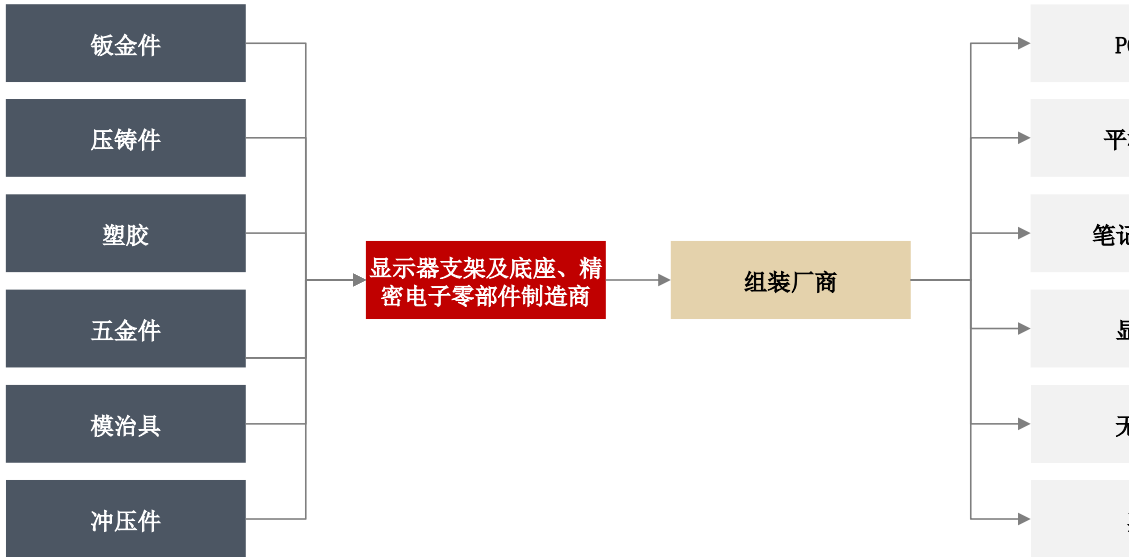 钣金件
压铸件
塑胶
五金件
模治具
冲压件
显示器支架及底座、精
密电子零部件制造商
组装厂商
P
平
笔记
显
无